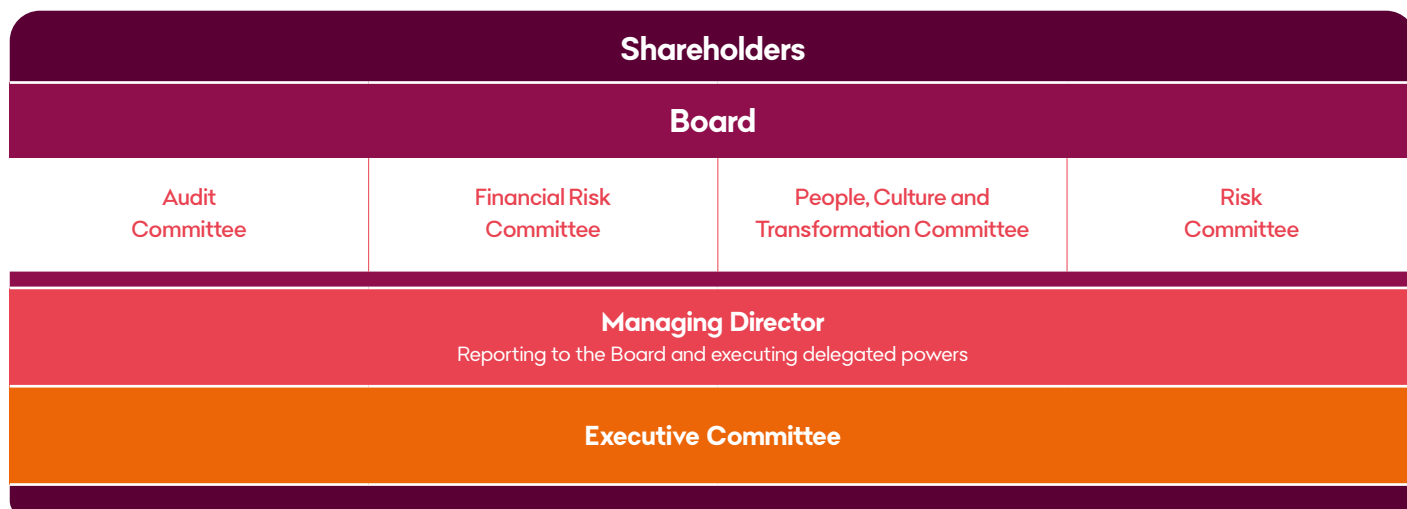 Shareholders
Board
Audit
Committee
Financial Risk
Committee
People, Culture and
Transformation Committee
Risk
Committee
Managing Director
Reporting to the Board and executing delegated powers
Executive Committee